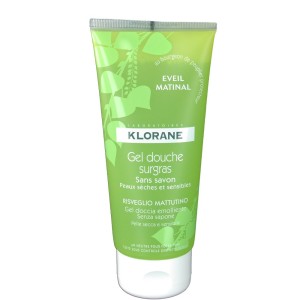 EVEIL
MATINAL
LABORATOIRES
KLORANE
Gel douche
surgras
Sans savon
Peaux sèches et sensibles
RISVEGLIO MATTUTINO
Gel doccia emolliente
Senza sapone